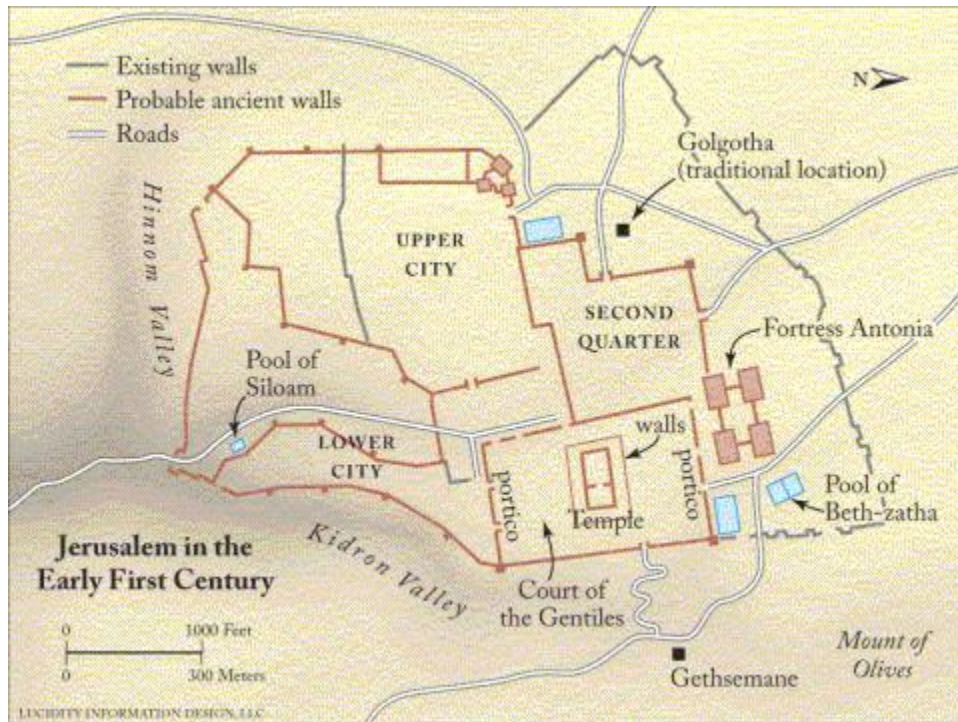 Existing walls
Probable ancient walls
Roads
N
Golgotha
(traditional location)
Hinnom Valley
UPPER
CITY
SECOND
QUARTER
Fortress Antonia
Pool of
Siloam
walls
LOWER
CITY
portico
portico
Temple
Pool of
Beth-zatha
Jerusalem in the
Early First Century
Kidron Valley
Court of
the Gentiles
0 1000 Feet
0 300 Meters
Mount of
Olives
Gethsemane
LUCIDITY INFORMATION DESIGN, LLC